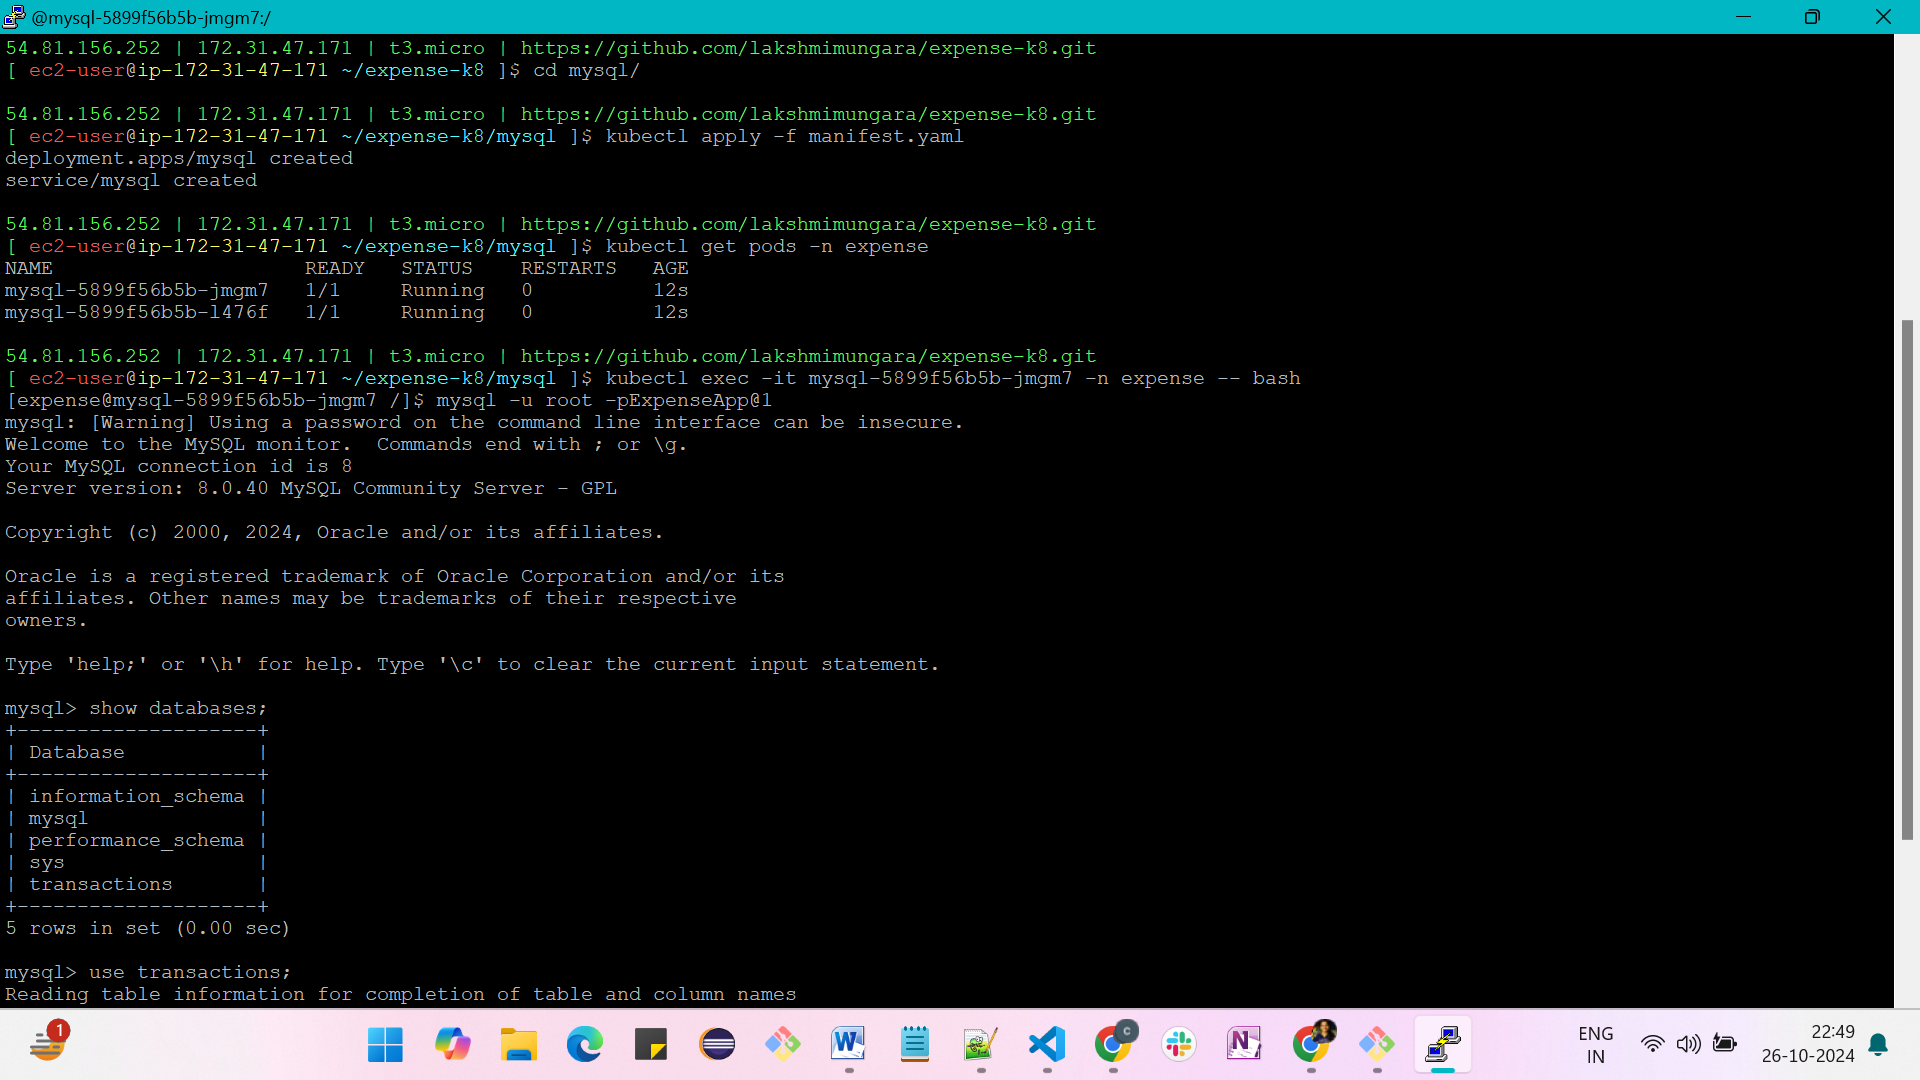 @mysql-5899f56b5b-jmgm7:/
54.81.156.252 | 172.31.47.171 | t3.micro | https://github.com/lakshmimungara/expense-k8.git
[ ec2-user@ip-172-31-47-171 ~/expense-k8 ]$ cd mysql/
54.81.156.252 | 172.31.47.171 | t3.micro | https://github.com/lakshmimungara/expense-k8.git
[ ec2-user@ip-172-31-47-171 ~/expense-k8/mysql ]$ kubectl apply -f manifest.yaml
deployment.apps/mysql created
service/mysql created
54.81.156.252 | 172.31.47.171 | t3.micro | https://github.com/lakshmimungara/expense-k8.git
[ ec2-user@ip-172-31-47-171 ~/expense-k8/mysql ]$ kubectl get pods -n expense
NAME                     READY   STATUS    RESTARTS   AGE
mysql-5899f56b5b-jmgm7   1/1     Running   0          12s
mysql-5899f56b5b-l476f   1/1     Running   0          12s
54.81.156.252 | 172.31.47.171 | t3.micro | https://github.com/lakshmimungara/expense-k8.git
[ ec2-user@ip-172-31-47-171 ~/expense-k8/mysql ]$ kubectl exec -it mysql-5899f56b5b-jmgm7 -n expense -- bash
[expense@mysql-5899f56b5b-jmgm7 /]$ mysql -u root -pExpenseApp@1
mysql: [Warning] Using a password on the command line interface can be insecure.
Welcome to the MySQL monitor.  Commands end with ; or \g.
Your MySQL connection id is 8
Server version: 8.0.40 MySQL Community Server - GPL
Copyright (c) 2000, 2024, Oracle and/or its affiliates.
Oracle is a registered trademark of Oracle Corporation and/or its
affiliates. Other names may be trademarks of their respective
owners.
Type 'help;' or '\h' for help. Type '\c' to clear the current input statement.
mysql> show databases;
+--------------------+
| Database           |
+--------------------+
| information_schema |
| mysql              |
| performance_schema |
| sys                |
| transactions       |
+--------------------+
5 rows in set (0.00 sec)
mysql> use transactions;
Reading table information for completion of table and column names
1
C
ENG
IN
22:49
26-10-2024